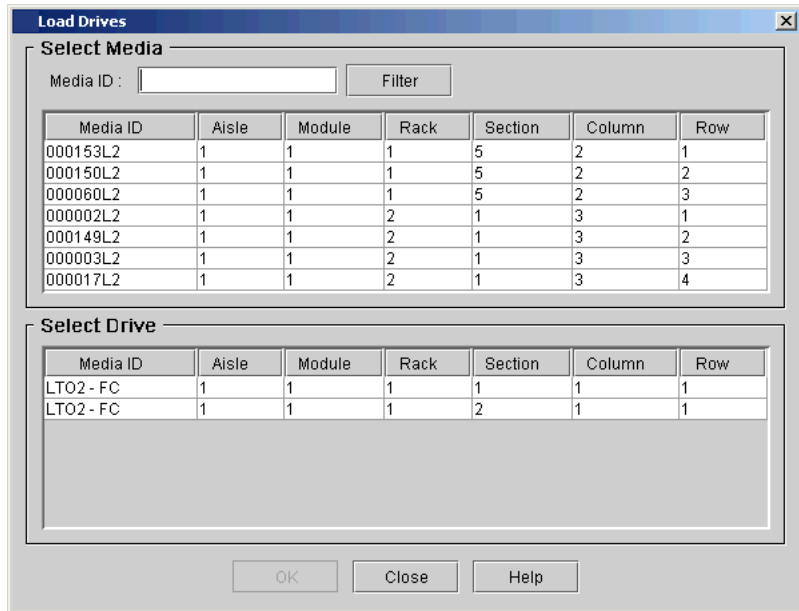 Load Drives
Select Media
Media ID : Filter
Media ID Aisle Module Rack Section Column Row
000153L2 1 1 1 5 2 1
000150L2 1 1 1 5 2 2
000060L2 1 1 1 5 2 3
000002L2 1 1 2 1 3 1
000149L2 1 1 2 1 3 2
000003L2 1 1 2 1 3 3
000017L2 1 1 2 1 3 4
Select Drive
Media ID Aisle Module Rack Section Column Row
LTO2 - FC 1 1 1 1 1 1
LTO2 - FC 1 1 1 2 1 1
OK Close Help